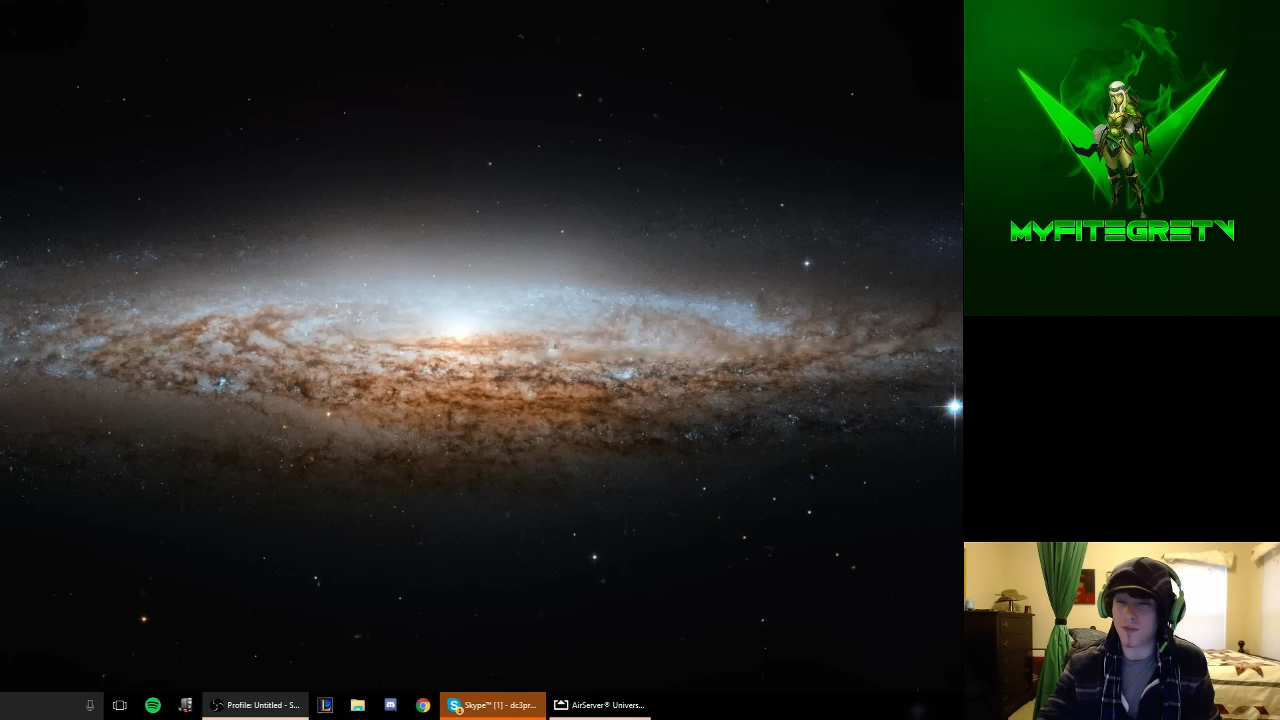 MYFITEGRETV
Profile: Untitled - S...
Skype™ [1] - dc3pr...
AirServer® Univers...